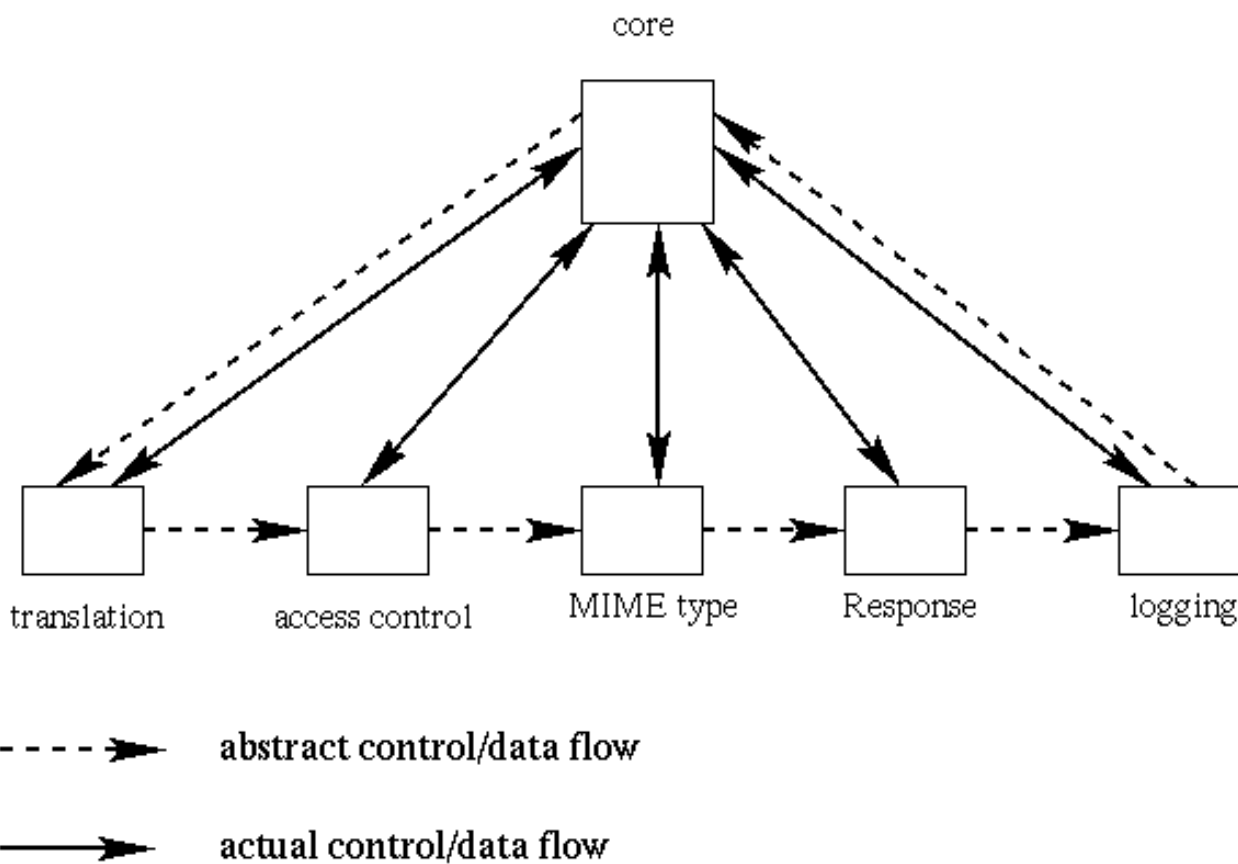 core
translation
access control
MIME type
Response
logging
abstract control/data flow
actual control/data flow